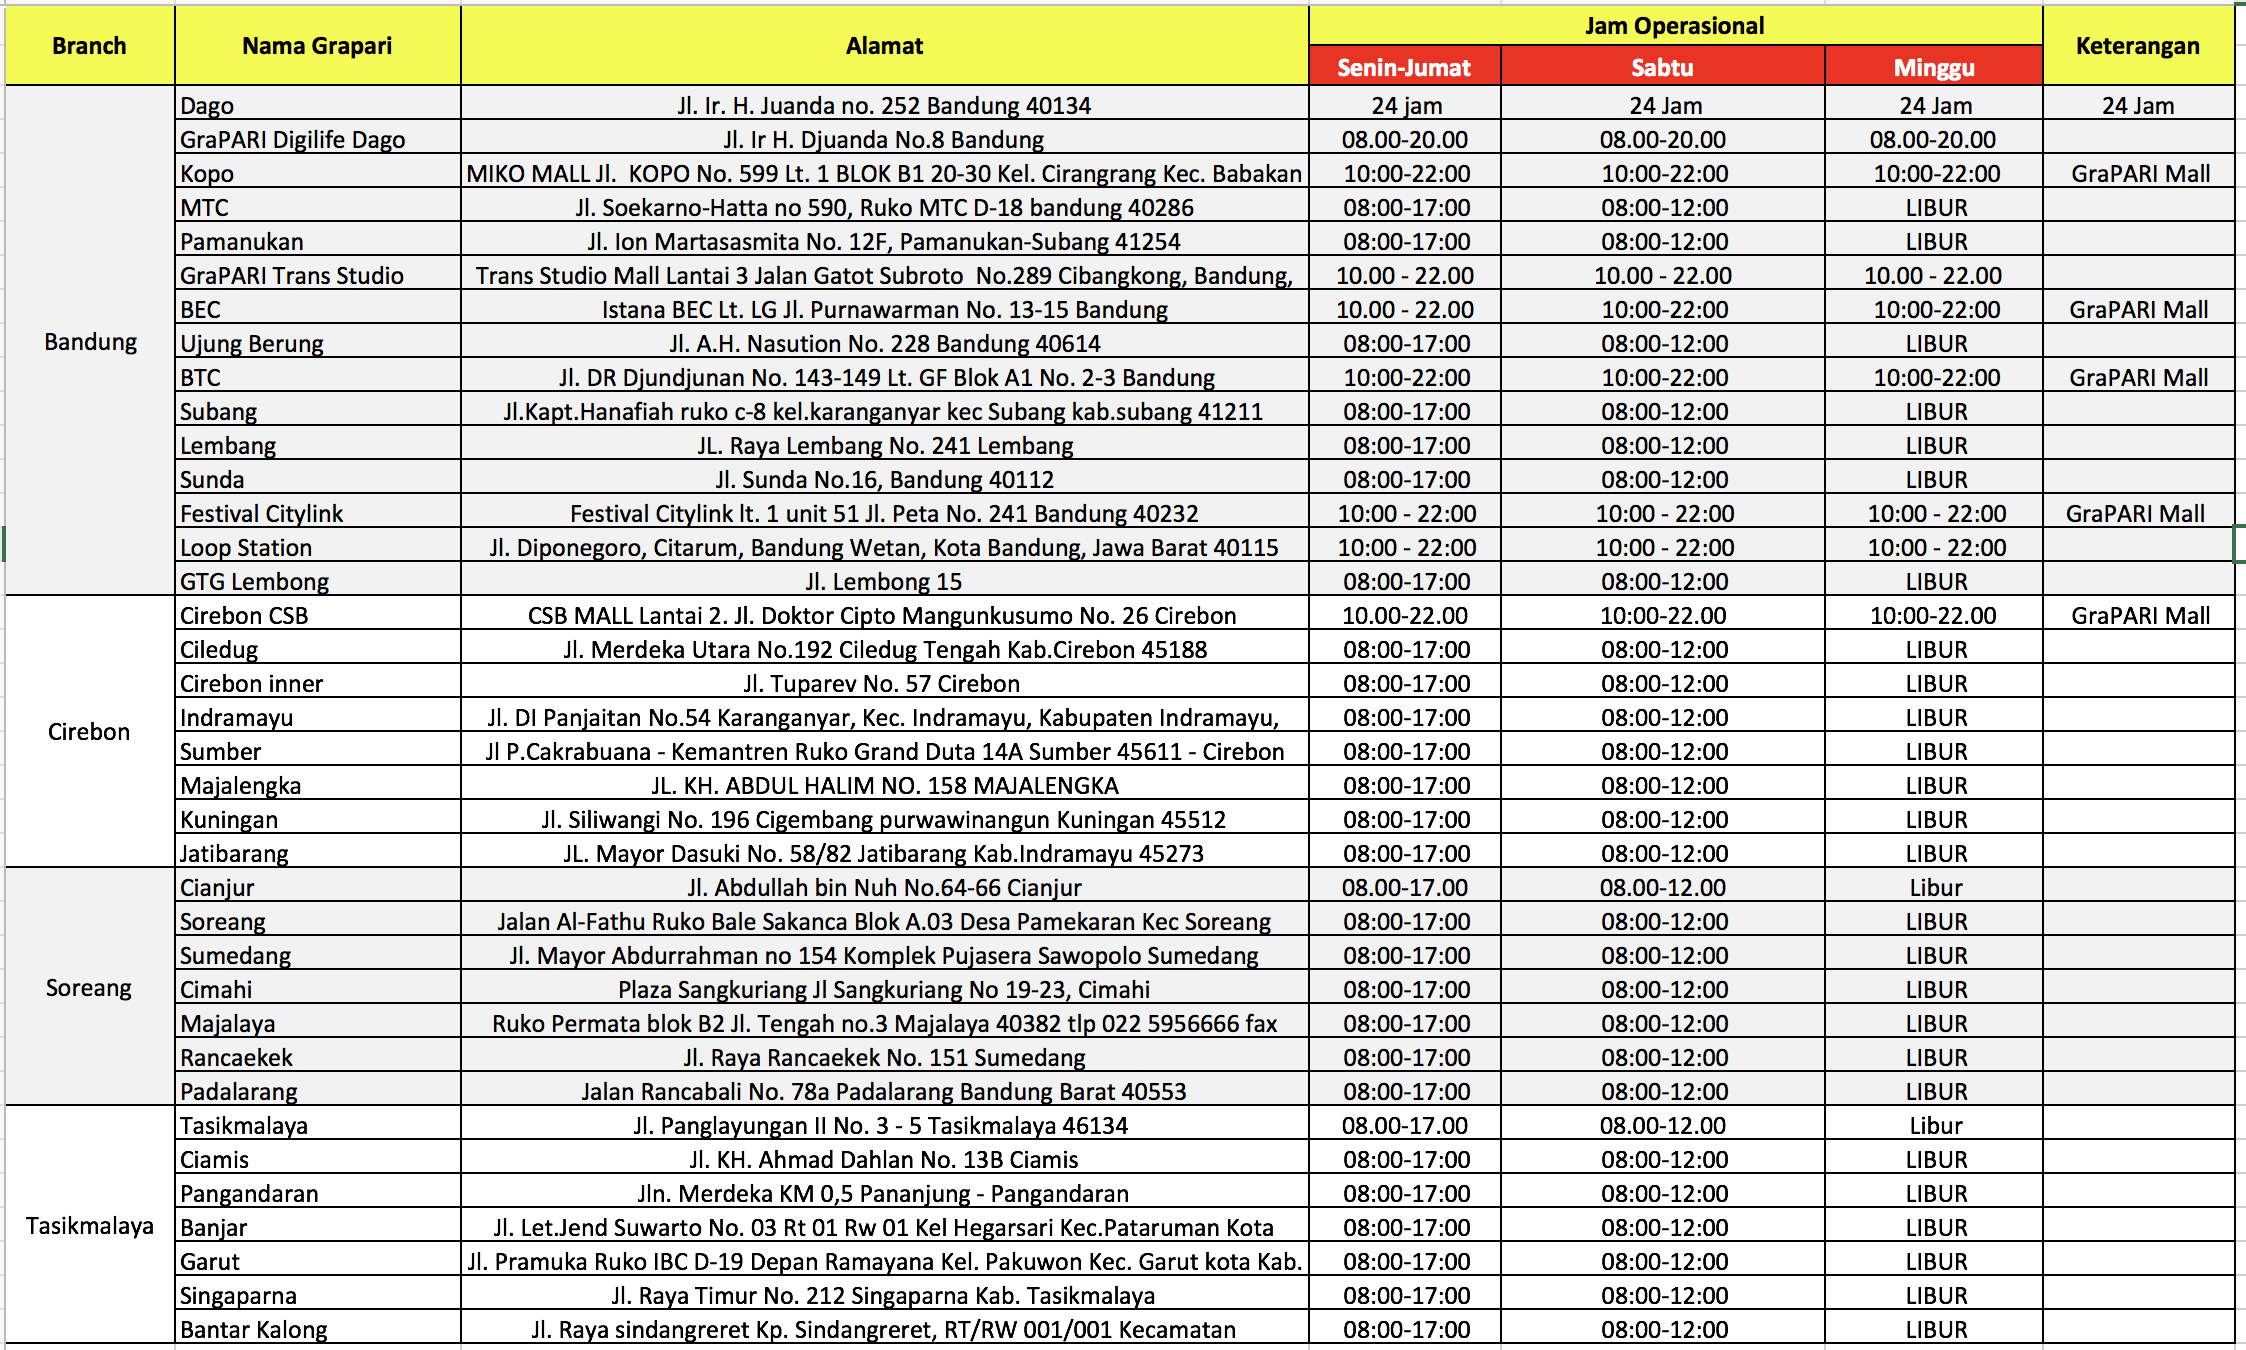 Branch Nama Grapari Alamat Jam Operasional Keterangan
Senin-Jumat Sabtu Minggu
Bandung
Dago Jl. Ir. H. Juanda no. 252 Bandung 40134 24 jam 24 Jam 24 Jam 24 Jam
GraPARI Digilife Dago Jl. Ir H. Djuanda No.8 Bandung 08.00-20.00 08.00-20.00 08.00-20.00
Kopo MIKO MALL Jl. KOPO No. 599 Lt. 1 BLOK B1 20-30 Kel. Cirangrang Kec. Babakan 10:00-22:00 10:00-22:00 10:00-22:00 GraPARI Mall
MTC Jl. Soekarno-Hatta no 590, Ruko MTC D-18 bandung 40286 08:00-17:00 08:00-12:00 LIBUR
Pamanukan Jl. Ion Martasasmita No. 12F, Pamanukan-Subang 41254 08:00-17:00 08:00-12:00 LIBUR
GraPARI Trans Studio Trans Studio Mall Lantai 3 Jalan Gatot Subroto No.289 Cibangkong, Bandung, 10.00 - 22.00 10.00 - 22.00 10.00 - 22.00
BEC Istana BEC Lt. LG Jl. Purnawarman No. 13-15 Bandung 10.00 - 22.00 10:00-22:00 10:00-22:00 GraPARI Mall
Ujung Berung Jl. A.H. Nasution No. 228 Bandung 40614 08:00-17:00 08:00-12:00 LIBUR
BTC Jl. DR Djundjunan No. 143-149 Lt. GF Blok A1 No. 2-3 Bandung 10:00-22:00 10:00-22:00 10:00-22:00 GraPARI Mall
Subang Jl.Kapt.Hanafiah ruko c-8 kel.karanganyar kec Subang kab.subang 41211 08:00-17:00 08:00-12:00 LIBUR
Lembang JL. Raya Lembang No. 241 Lembang 08:00-17:00 08:00-12:00 LIBUR
Sunda Jl. Sunda No.16, Bandung 40112 08:00-17:00 08:00-12:00 LIBUR
Festival Citylink Festival Citylink lt. 1 unit 51 Jl. Peta No. 241 Bandung 40232 10:00 - 22:00 10:00 - 22:00 10:00 - 22:00 GraPARI Mall
Loop Station Jl. Diponegoro, Citarum, Bandung Wetan, Kota Bandung, Jawa Barat 40115 10:00 - 22:00 10:00 - 22:00 10:00 - 22:00
GTG Lembong Jl. Lembong 15 08:00-17:00 08:00-12:00 LIBUR
Cirebon
Cirebon CSB CSB MALL Lantai 2. Jl. Doktor Cipto Mangunkusumo No. 26 Cirebon 10.00-22.00 10:00-22.00 10:00-22.00 GraPARI Mall
Ciledug Jl. Merdeka Utara No.192 Ciledug Tengah Kab.Cirebon 45188 08:00-17:00 08:00-12:00 LIBUR
Cirebon inner Jl. Tuparev No. 57 Cirebon 08:00-17:00 08:00-12:00 LIBUR
Indramayu Jl. DI Panjaitan No.54 Karanganyar, Kec. Indramayu, Kabupaten Indramayu, 08:00-17:00 08:00-12:00 LIBUR
Sumber Jl P.Cakrabuana - Kemantren Ruko Grand Duta 14A Sumber 45611 - Cirebon 08:00-17:00 08:00-12:00 LIBUR
Majalengka JL. KH. ABDUL HALIM NO. 158 MAJALENGKA 08:00-17:00 08:00-12:00 LIBUR
Kuningan Jl. Siliwangi No. 196 Cigembang purwawinangun Kuningan 45512 08:00-17:00 08:00-12:00 LIBUR
Jatibarang JL. Mayor Dasuki No. 58/82 Jatibarang Kab.Indramayu 45273 08:00-17:00 08:00-12:00 LIBUR
Soreang
Cianjur Jl. Abdullah bin Nuh No.64-66 Cianjur 08.00-17.00 08.00-12.00 Libur
Soreang Jalan Al-Fathu Ruko Bale Sakanca Blok A.03 Desa Pamekaran Kec Soreang 08:00-17:00 08:00-12:00 LIBUR
Sumedang Jl. Mayor Abdurrahman no 154 Komplek Pujasera Sawopolo Sumedang 08:00-17:00 08:00-12:00 LIBUR
Cimahi Plaza Sangkuriang Jl Sangkuriang No 19-23, Cimahi 08:00-17:00 08:00-12:00 LIBUR
Majalaya Ruko Permata blok B2 Jl. Tengah no.3 Majalaya 40382 tlp 022 5956666 fax 08:00-17:00 08:00-12:00 LIBUR
Rancaekek Jl. Raya Rancaekek No. 151 Sumedang 08:00-17:00 08:00-12:00 LIBUR
Padalarang Jalan Rancabali No. 78a Padalarang Bandung Barat 40553 08:00-17:00 08:00-12:00 LIBUR
Tasikmalaya
Tasikmalaya Jl. Panglayungan II No. 3 - 5 Tasikmalaya 46134 08.00-17.00 08.00-12.00 Libur
Ciamis Jl. KH. Ahmad Dahlan No. 13B Ciamis 08:00-17:00 08:00-12:00 LIBUR
Pangandaran Jln. Merdeka KM 0,5 Pananjung - Pangandaran 08:00-17:00 08:00-12:00 LIBUR
Banjar Jl. Let.Jend Suwarto No. 03 Rt 01 Rw 01 Kel Hegarsari Kec.Pataruman Kota 08:00-17:00 08:00-12:00 LIBUR
Garut Jl. Pramuka Ruko IBC D-19 Depan Ramayana Kel. Pakuwon Kec. Garut kota Kab. 08:00-17:00 08:00-12:00 LIBUR
Singaparna Jl. Raya Timur No. 212 Singaparna Kab. Tasikmalaya 08:00-17:00 08:00-12:00 LIBUR
Bantar Kalong Jl. Raya sindangreret Kp. Sindangreret, RT/RW 001/001 Kecamatan 08:00-17:00 08:00-12:00 LIBUR